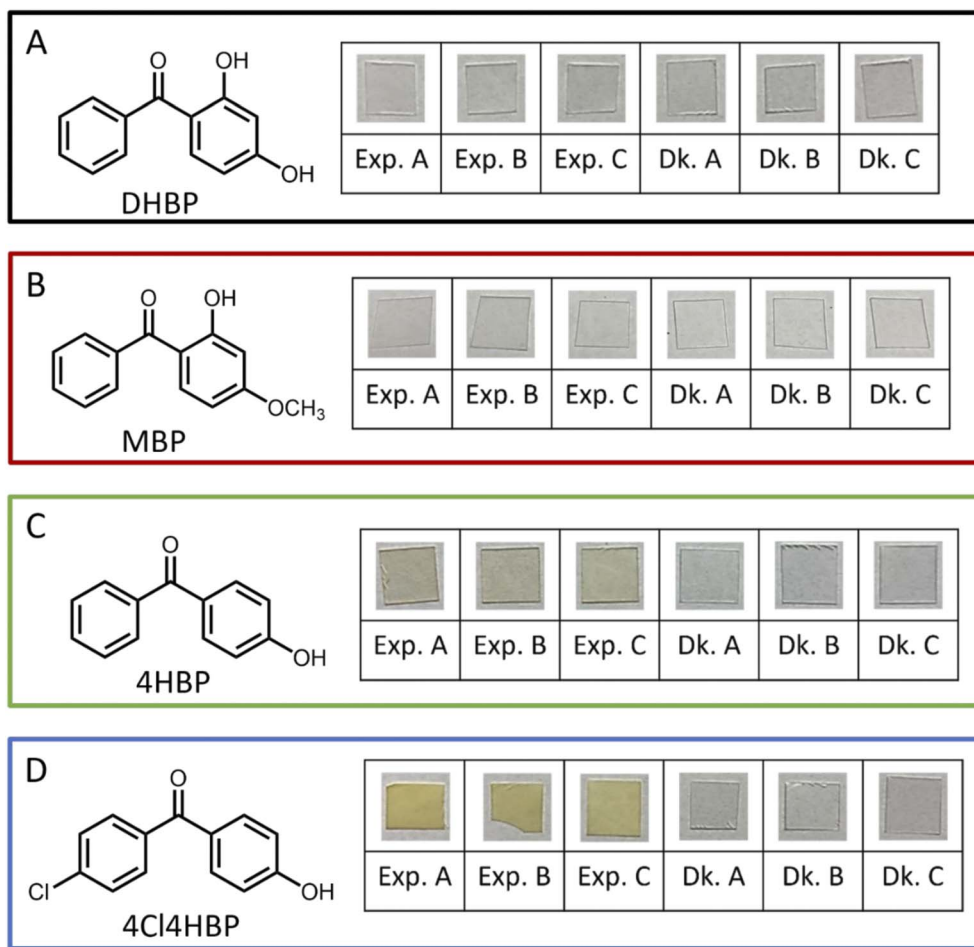 A
O
OH
OH
DHBP
Exp. A Exp. B Exp. C Dk. A Dk. B Dk. C
B
O
OH
OCH₃
MBP
Exp. A Exp. B Exp. C Dk. A Dk. B Dk. C
C
O
OH
4HBP
Exp. A Exp. B Exp. C Dk. A Dk. B Dk. C
D
O
Cl
OH
4Cl4HBP
Exp. A Exp. B Exp. C Dk. A Dk. B Dk. C